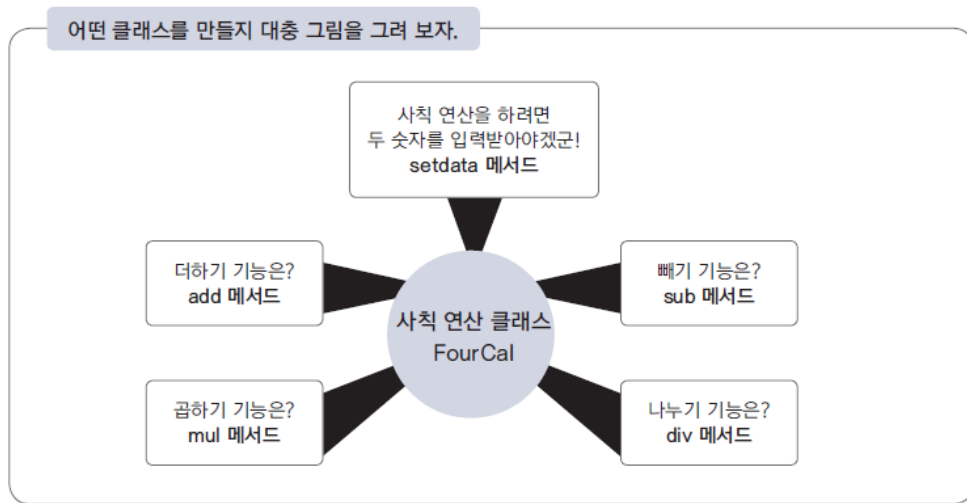 어떤 클래스를 만들지 대충 그림을 그려 보자.
사칙 연산을 하려면
두 숫자를 입력받아야겠군!
setdata 메서드
더하기 기능은?
add 메서드
빼기 기능은?
sub 메서드
사칙 연산 클래스
FourCal
곱하기 기능은?
mul 메서드
나누기 기능은?
div 메서드